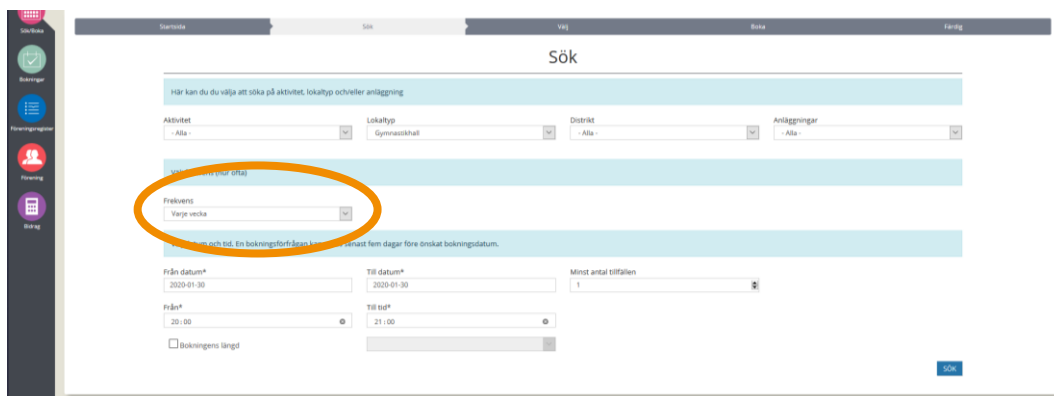 Sök/Boka
Bokningar
Föreningsregister
Förening
Bidrag
Startsida Sök Välj Boka Färdig
Sök
Här kan du du välja att söka på aktivitet, lokaltyp och/eller anläggning
Aktivitet Lokaltyp Distrikt Anläggningar
- Alla - Gymnastikhall - Alla - - Alla -
(hur ofta)
Frekvens
Varje vecka
och tid. En bokningsförfrågan senast fem dagar före önskat bokningsdatum.
Från datum* Till datum* Minst antal tillfällen
2020-01-30 2020-01-30 1
Från* Till tid*
20:00 21:00
Bokningens längd
SÖK